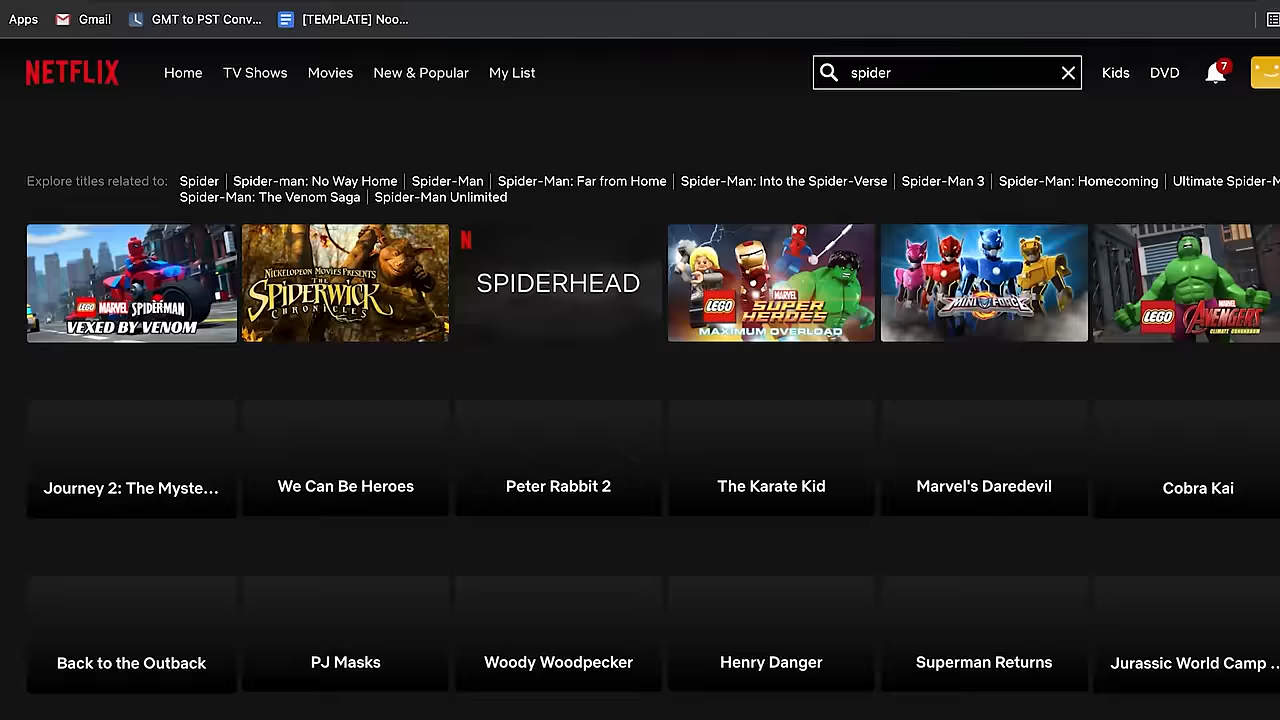 Apps Gmail GMT to PST Conv... [TEMPLATE] Noo...
NETFLIX Home TV Shows Movies New & Popular My List spider Kids DVD 7
Explore titles related to: Spider | Spider-man: No Way Home | Spider-Man | Spider-Man: Far from Home | Spider-Man: Into the Spider-Verse | Spider-Man 3 | Spider-Man: Homecoming | Ultimate Spider-M
Spider-Man: The Venom Saga | Spider-Man Unlimited
LEGO MARVEL SPIDERMAN
VEXED BY VENOM
NICKELODEON MOVIES PRESENTS
THE
SPIDERWICK
CHRONICLES
N
SPIDERHEAD
LEGO MARVEL
SUPER
HEROES
MAXIMUM OVERLOAD
MINIFORCE
LEGO MARVEL
AVENGERS
CLIMATE CONUNDRUM
Journey 2: The Myste... We Can Be Heroes Peter Rabbit 2 The Karate Kid Marvel's Daredevil Cobra Kai
Back to the Outback PJ Masks Woody Woodpecker Henry Danger Superman Returns Jurassic World Camp ..